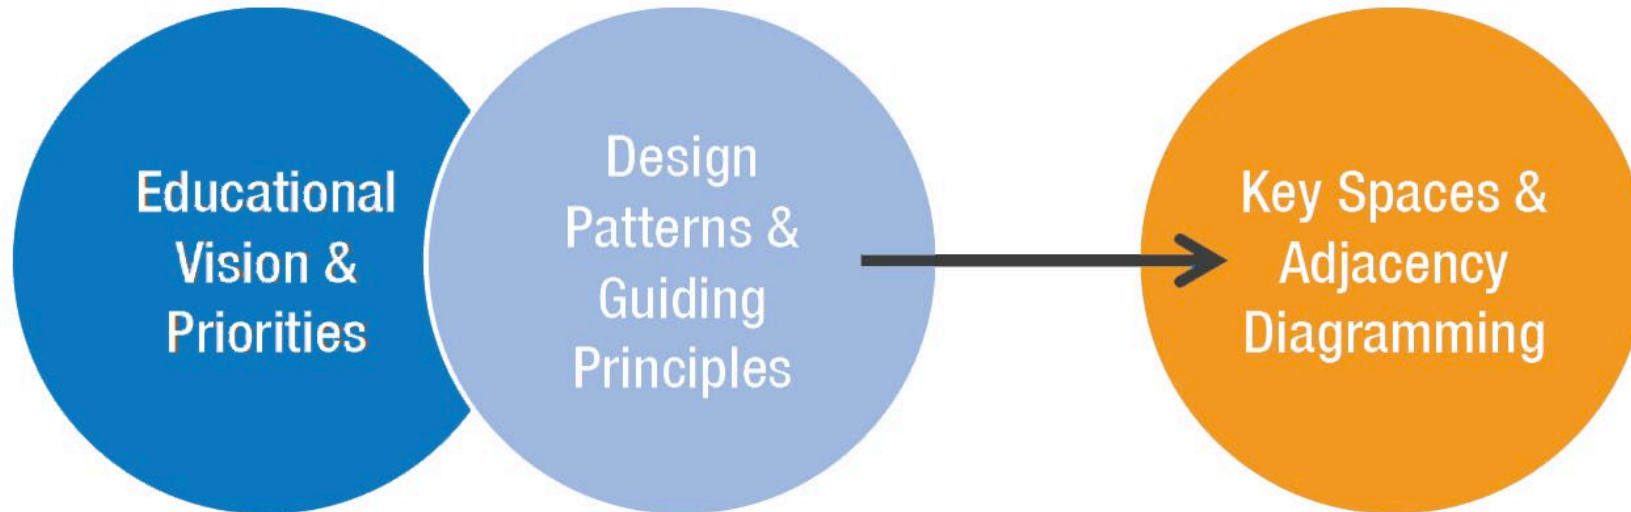 Educational
Vision &
Priorities
Design
Patterns &
Guiding
Principles
Key Spaces &
Adjacency
Diagramming